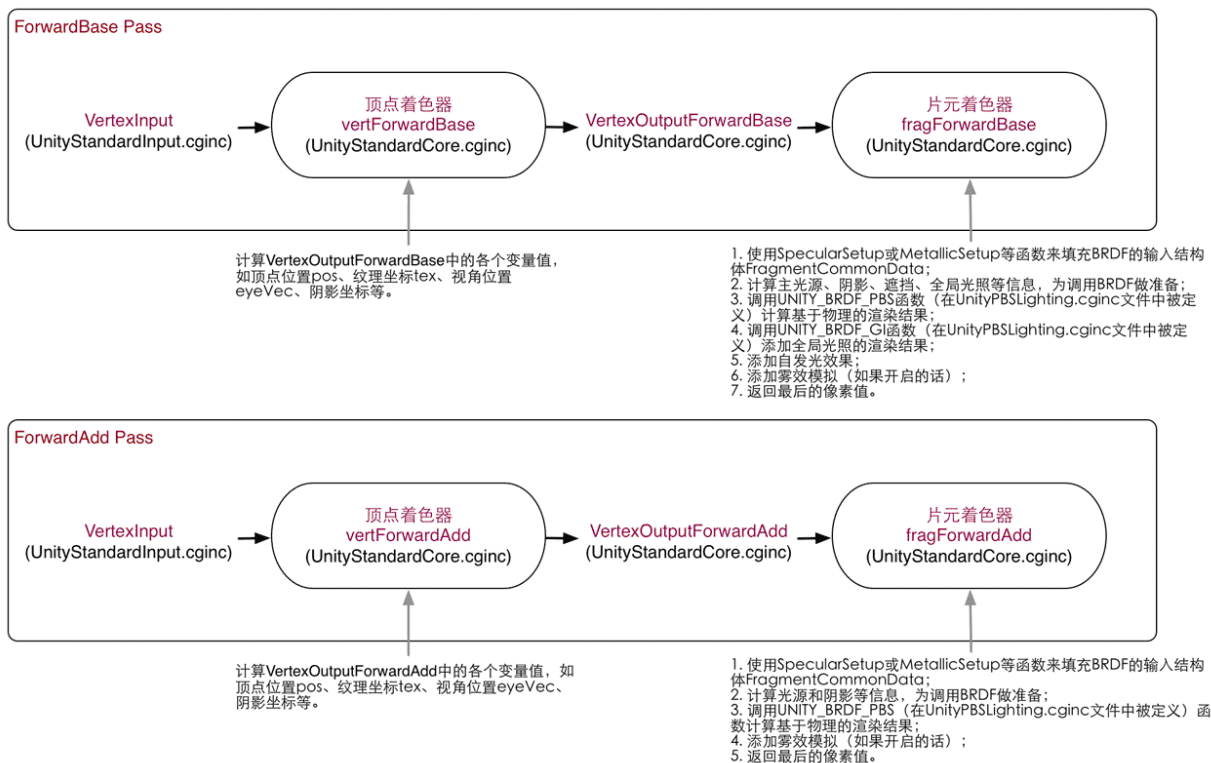 ForwardBase Pass
VertexInput
(UnityStandardInput.cginc)
顶点着色器
vertForwardBase
(UnityStandardCore.cginc)
VertexOutputForwardBase
(UnityStandardCore.cginc)
片元着色器
fragForwardBase
(UnityStandardCore.cginc)
计算VertexOutputForwardBase中的各个变量值，
如顶点位置pos、纹理坐标tex、视角位置
eyeVec、阴影坐标等。
1. 使用SpecularSetup或MetallicSetup等函数来填充BRDF的输入结构
体FragmentCommonData；
2. 计算主光源、阴影、遮挡、全局光照等信息，为调用BRDF做准备；
3. 调用UNITY_BRDF_PBS函数（在UnityPBSLighting.cginc文件中被定
义）计算基于物理的渲染结果；
4. 调用UNITY_BRDF_GI函数（在UnityPBSLighting.cginc文件中被定
义）添加全局光照的渲染结果；
5. 添加自发光效果；
6. 添加雾效模拟（如果开启的话）；
7. 返回最后的像素值。
ForwardAdd Pass
VertexInput
(UnityStandardInput.cginc)
顶点着色器
vertForwardAdd
(UnityStandardCore.cginc)
VertexOutputForwardAdd
(UnityStandardCore.cginc)
片元着色器
fragForwardAdd
(UnityStandardCore.cginc)
计算VertexOutputForwardAdd中的各个变量值，如
顶点位置pos、纹理坐标tex、视角位置eyeVec、
阴影坐标等。
1. 使用SpecularSetup或MetallicSetup等函数来填充BRDF的输入结构
体FragmentCommonData；
2. 计算光源和阴影等信息，为调用BRDF做准备；
3. 调用UNITY_BRDF_PBS（在UnityPBSLighting.cginc文件中被定义）函
数计算基于物理的渲染结果；
4. 添加雾效模拟（如果开启的话）；
5. 返回最后的像素值。